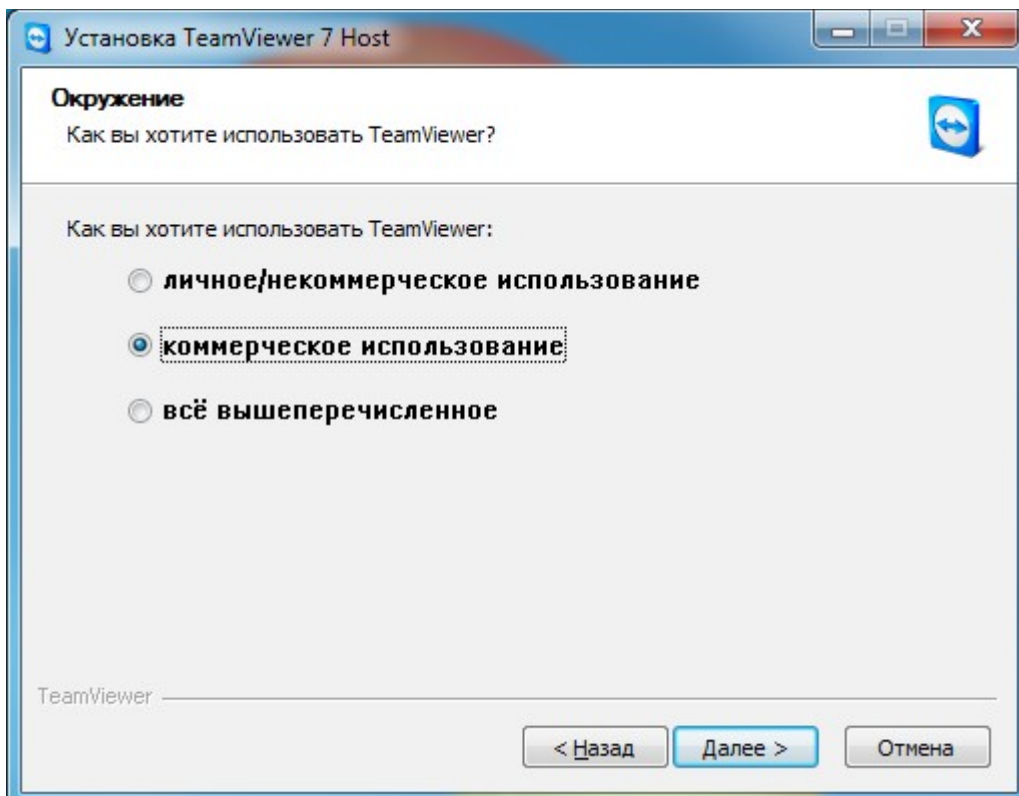 Установка TeamViewer 7 Host
Окружение
Как вы хотите использовать TeamViewer?
Как вы хотите использовать TeamViewer:
личное/некоммерческое использование
коммерческое использование
всё вышеперечисленное
TeamViewer
< Назад Далее > Отмена